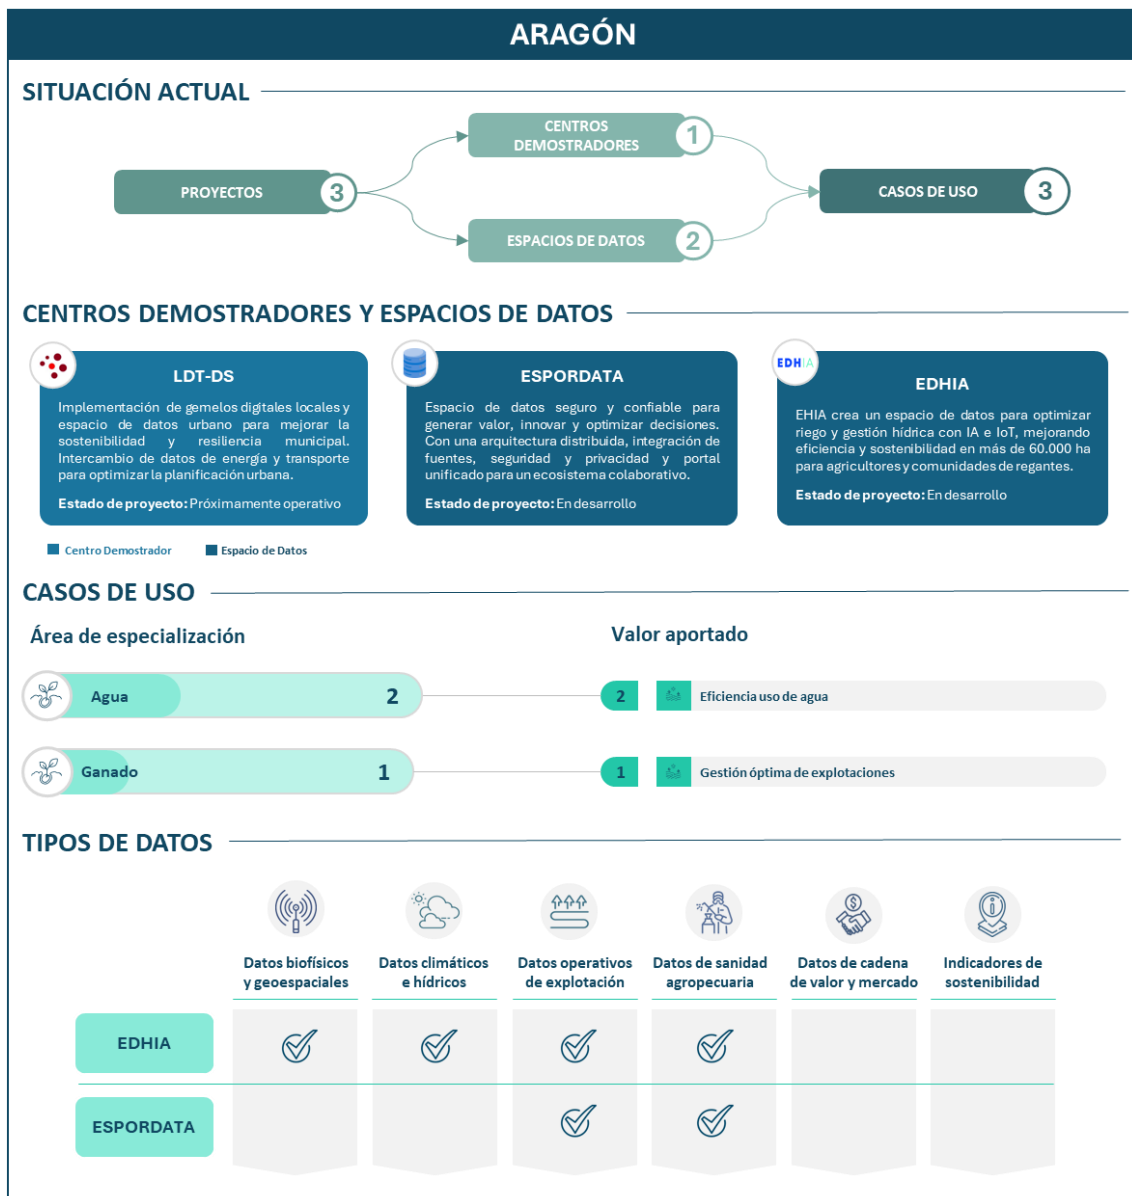 ARAGÓN
SITUACIÓN ACTUAL
PROYECTOS
3
CENTROS
DEMOSTRADORES
1
ESPACIOS DE DATOS
2
CASOS DE USO
3
CENTROS DEMOSTRADORES Y ESPACIOS DE DATOS
LDT-DS
Implementación de gemelos digitales locales y
espacio de datos urbano para mejorar la
sostenibilidad y resiliencia municipal.
Intercambio de datos de energía y transporte
para optimizar la planificación urbana.
Estado de proyecto: Próximamente operativo
ESPORDATA
Espacio de datos seguro y confiable para
generar valor, innovar y optimizar decisiones.
Con una arquitectura distribuida, integración de
fuentes, seguridad y privacidad y portal
unificado para un ecosistema colaborativo.
Estado de proyecto: En desarrollo
EDHIA
EDHIA
EHIA crea un espacio de datos para optimizar
riego y gestión hídrica con IA e IoT, mejorando
eficiencia y sostenibilidad en más de 60.000 ha
para agricultores y comunidades de regantes.
Estado de proyecto: En desarrollo
Centro Demostrador
Espacio de Datos
CASOS DE USO
Área de especialización
Valor aportado
Agua
2
2
Eficiencia uso de agua
Ganado
1
1
Gestión óptima de explotaciones
TIPOS DE DATOS
Datos biofísicos
y geoespaciales
Datos climáticos
e hídricos
Datos operativos
de explotación
Datos de sanidad
agropecuaria
Datos de cadena
de valor y mercado
Indicadores de
sostenibilidad
EDHIA
ESPORDATA